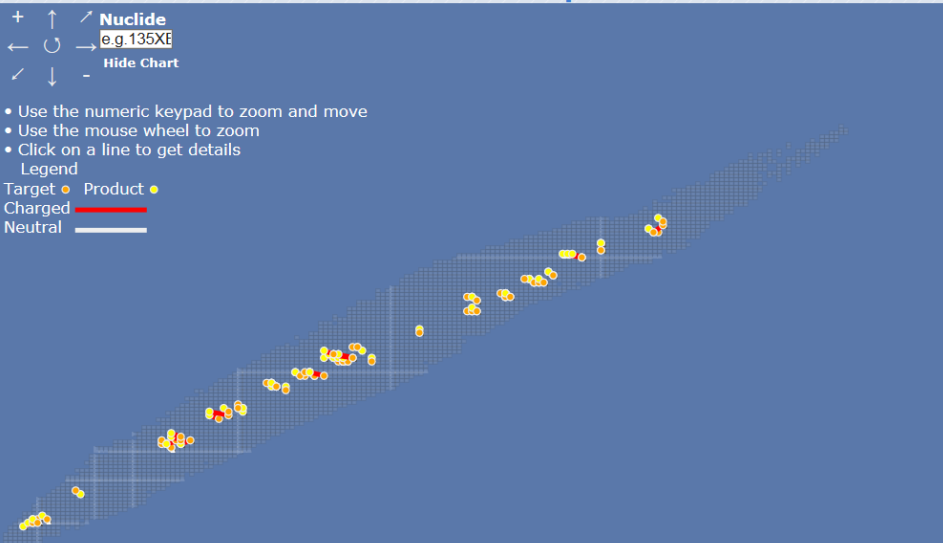 + ↑ ↗ Nuclide
← ↺ → e.g.135XE
Hide Chart
↙ ↓ -
• Use the numeric keypad to zoom and move
• Use the mouse wheel to zoom
• Click on a line to get details
Legend
Target Product
Charged
Neutral